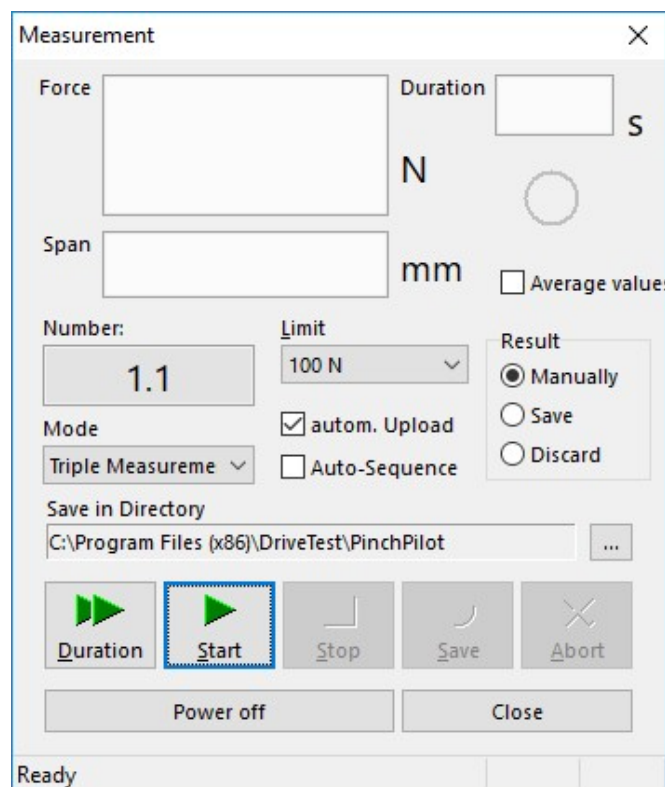 Measurement
Force
Duration
s
N
Span
mm
Average values
Number:
Limit
Result
1.1
100 N
Manually
Mode
autom. Upload
Save
Triple Measureme
Auto-Sequence
Discard
Save in Directory
C:\Program Files (x86)\DriveTest\PinchPilot
...
Duration
Start
Stop
Save
Abort
Power off
Close
Ready